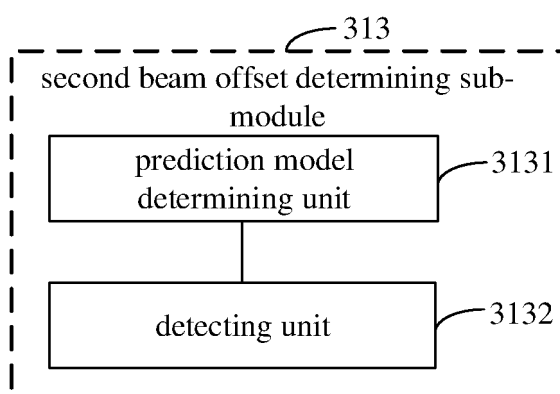 313
second beam offset determining sub-
module
prediction model
determining unit
3131
detecting unit
3132